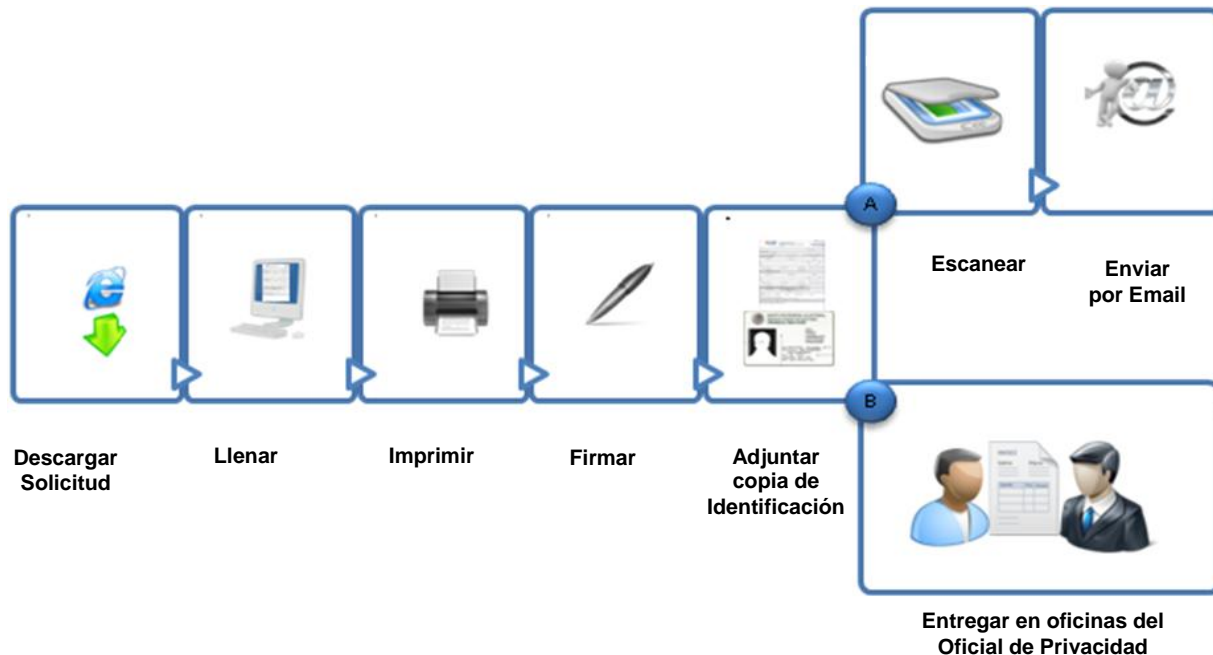 Descargar
Solicitud
Llenar
Imprimir
Firmar
Adjuntar
copia de
Identificación
A
Escanear
Enviar
por Email
B
Entregar en oficinas del
Oficial de Privacidad